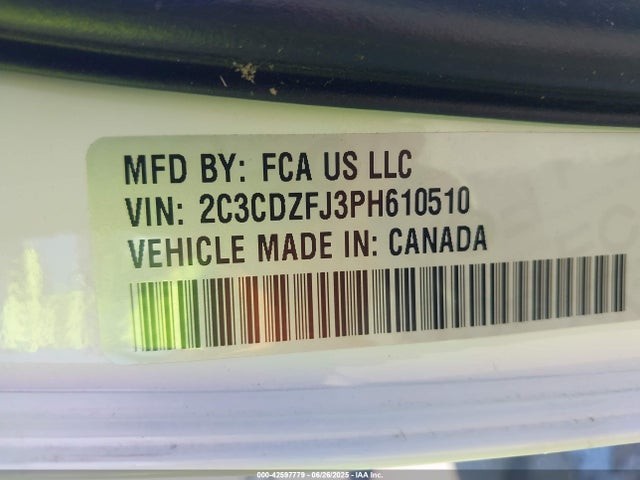 MFD BY: FCA US LLC
VIN: 2C3CDZFJ3PH610510
VEHICLE MADE IN: CANADA
000-42597779 - 06/26/2025 - IAA Inc.